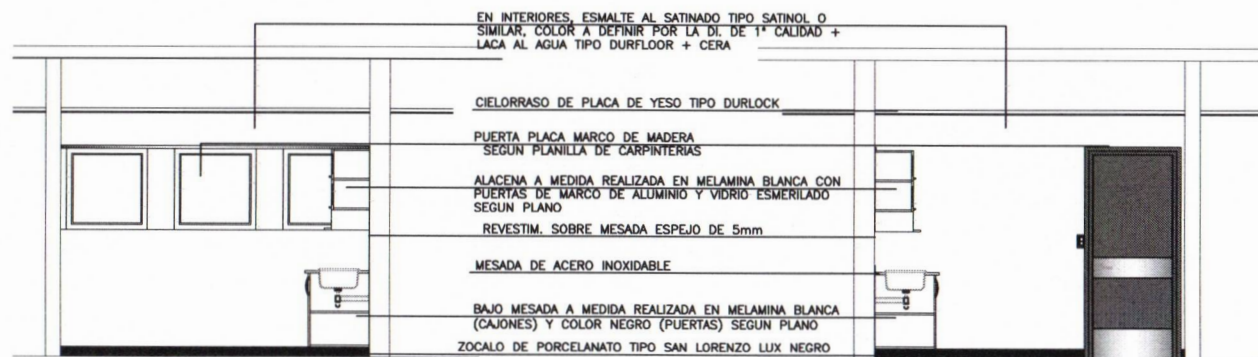 EN INTERIORES, ESMALTE AL SATINADO TIPO SATINOL O
SIMILAR, COLOR A DEFINIR POR LA DI. DE 1ª CALIDAD +
LACA AL AGUA TIPO DURFLOOR + CERA
CIELORRASO DE PLACA DE YESO TIPO DURLOCK
PUERTA PLACA MARCO DE MADERA
SEGUN PLANILLA DE CARPINTERIAS
ALACENA A MEDIDA REALIZADA EN MELAMINA BLANCA CON
PUERTAS DE MARCO DE ALUMINIO Y VIDRIO ESMERILADO
SEGUN PLANO
REVESTIM. SOBRE MESADA ESPEJO DE 5mm
MESADA DE ACERO INOXIDABLE
BAJO MESADA A MEDIDA REALIZADA EN MELAMINA BLANCA
(CAJONES) Y COLOR NEGRO (PUERTAS) SEGUN PLANO
ZOCALO DE PORCELANATO TIPO SAN LORENZO LUX NEGRO